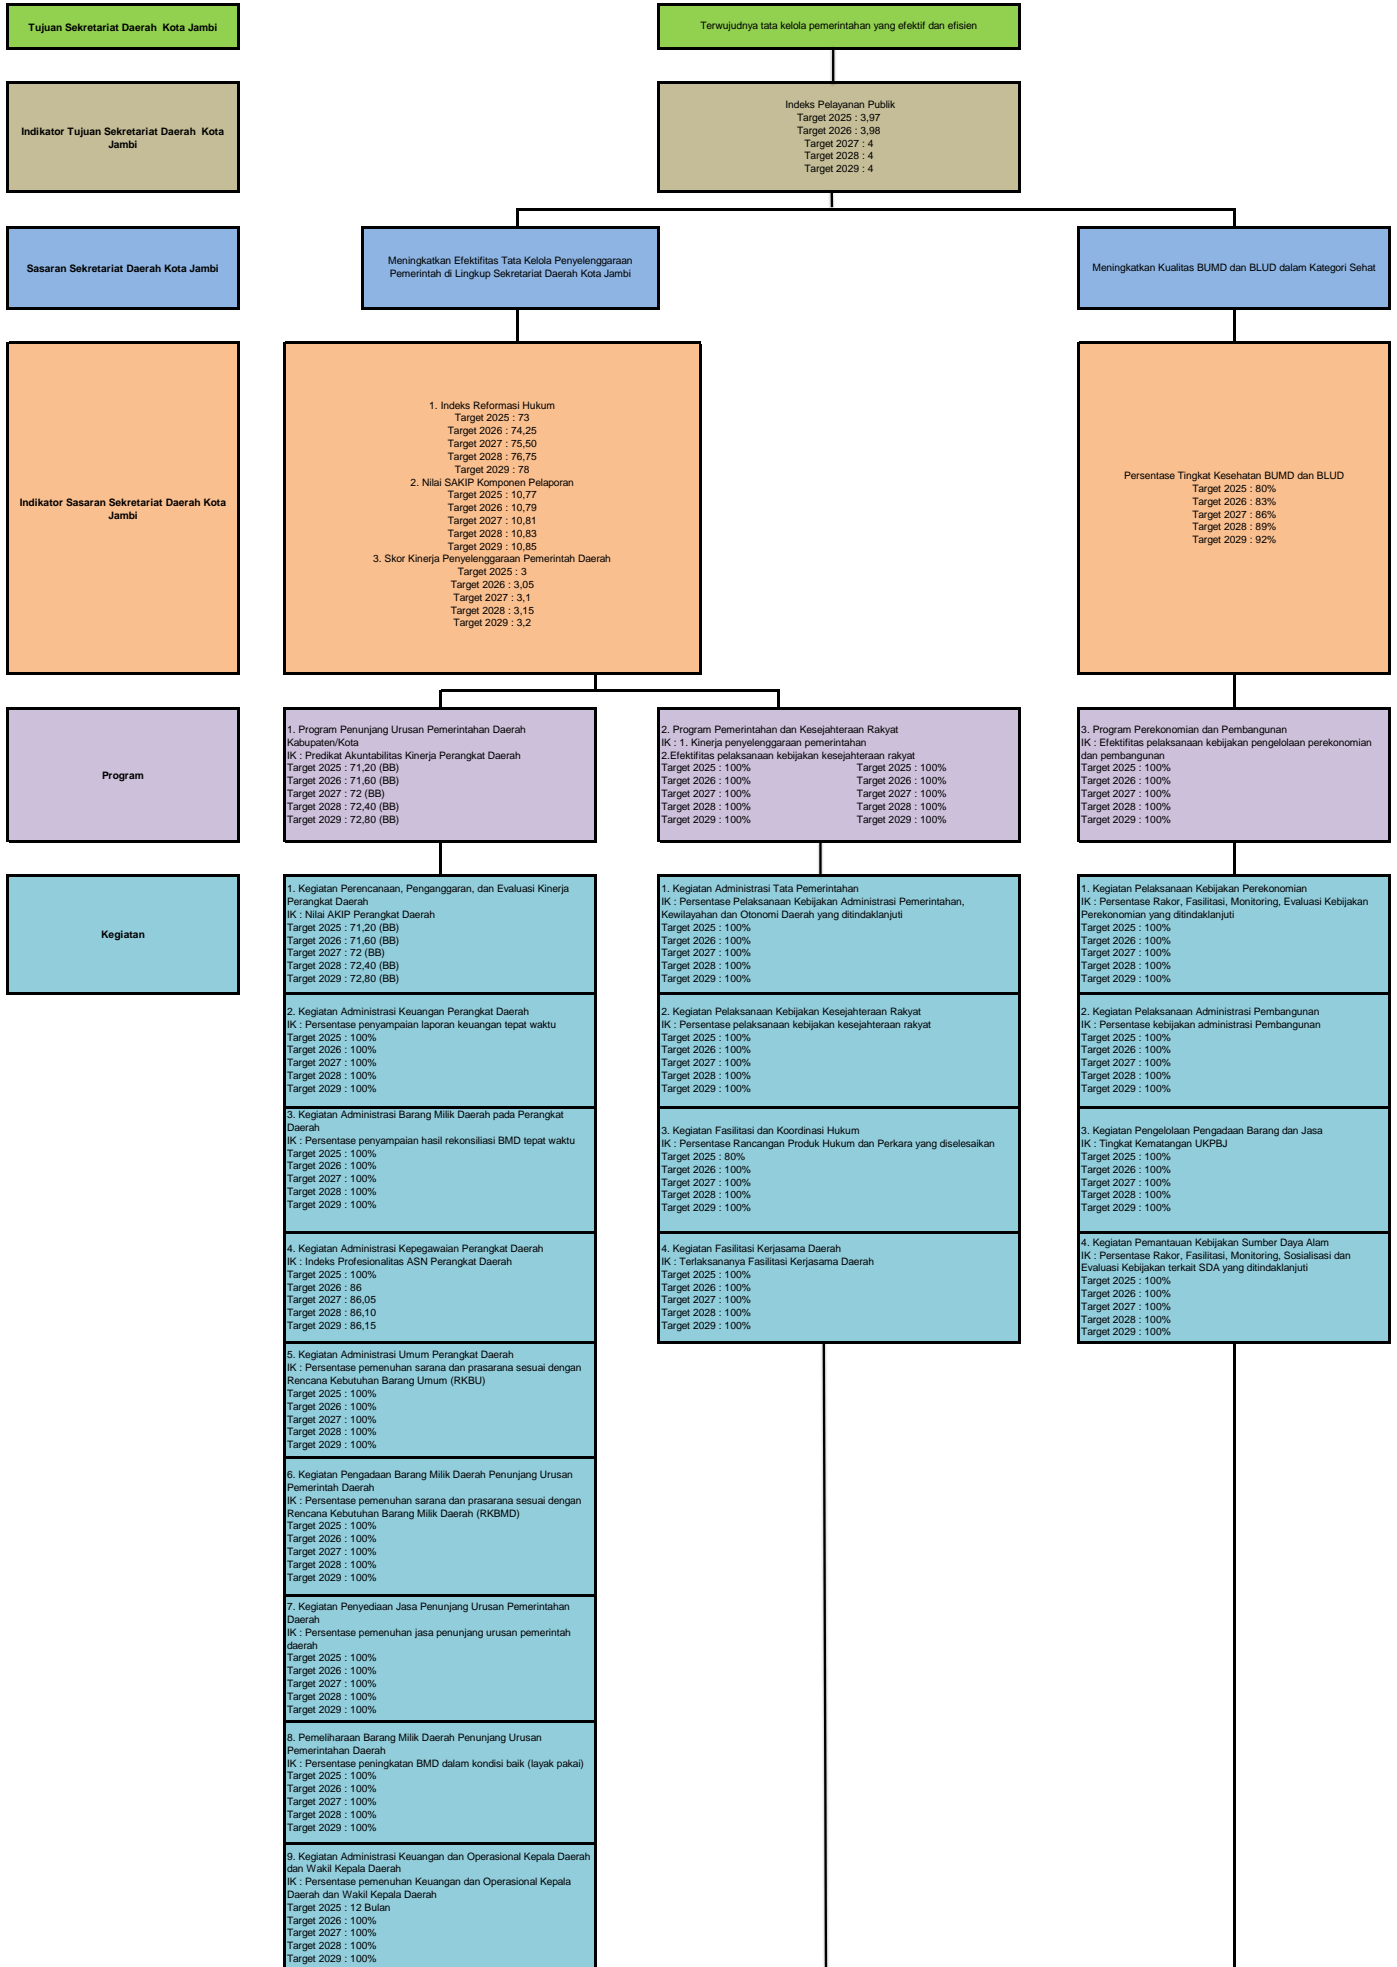 Tujuan Sekretariat Daerah  Kota Jambi
Terwujudnya tata kelola pemerintahan yang efektif dan efisien
Indikator Tujuan Sekretariat Daerah  Kota
Jambi
Indeks Pelayanan Publik
Target 2025 : 3,97
Target 2026 : 3,98
Target 2027 : 4
Target 2028 : 4
Target 2029 : 4
Sasaran Sekretariat Daerah Kota Jambi
Meningkatkan Efektifitas Tata Kelola Penyelenggaraan
Pemerintah di Lingkup Sekretariat Daerah Kota Jambi
Meningkatkan Kualitas BUMD dan BLUD dalam Kategori Sehat
Indikator Sasaran Sekretariat Daerah Kota
Jambi
1. Indeks Reformasi Hukum
Target 2025 : 73
Target 2026 : 74,25
Target 2027 : 75,50
Target 2028 : 76,75
Target 2029 : 78
2. Nilai SAKIP Komponen Pelaporan
Target 2025 : 10,77
Target 2026 : 10,79
Target 2027 : 10,81
Target 2028 : 10,83
Target 2029 : 10,85
3. Skor Kinerja Penyelenggaraan Pemerintah Daerah
Target 2025 : 3
Target 2026 : 3,05
Target 2027 : 3,1
Target 2028 : 3,15
Target 2029 : 3,2
Persentase Tingkat Kesehatan BUMD dan BLUD
Target 2025 : 80%
Target 2026 : 83%
Target 2027 : 86%
Target 2028 : 89%
Target 2029 : 92%
Program
1. Program Penunjang Urusan Pemerintahan Daerah
Kabupaten/Kota
IK : Predikat Akuntabilitas Kinerja Perangkat Daerah
Target 2025 : 71,20 (BB)
Target 2026 : 71,60 (BB)
Target 2027 : 72 (BB)
Target 2028 : 72,40 (BB)
Target 2029 : 72,80 (BB)
2. Program Pemerintahan dan Kesejahteraan Rakyat
IK : 1. Kinerja penyelenggaraan pemerintahan
2.Efektifitas pelaksanaan kebijakan kesejahteraan rakyat
Target 2025 : 100% Target 2025 : 100%
Target 2026 : 100% Target 2026 : 100%
Target 2027 : 100% Target 2027 : 100%
Target 2028 : 100% Target 2028 : 100%
Target 2029 : 100% Target 2029 : 100%
3. Program Perekonomian dan Pembangunan
IK : Efektifitas pelaksanaan kebijakan pengelolaan perekonomian
dan pembangunan
Target 2025 : 100%
Target 2026 : 100%
Target 2027 : 100%
Target 2028 : 100%
Target 2029 : 100%
Kegiatan
1. Kegiatan Perencanaan, Penganggaran, dan Evaluasi Kinerja
Perangkat Daerah
IK : Nilai AKIP Perangkat Daerah
Target 2025 : 71,20 (BB)
Target 2026 : 71,60 (BB)
Target 2027 : 72 (BB)
Target 2028 : 72,40 (BB)
Target 2029 : 72,80 (BB)
1. Kegiatan Administrasi Tata Pemerintahan
IK : Persentase Pelaksanaan Kebijakan Administrasi Pemerintahan,
Kewilayahan dan Otonomi Daerah yang ditindaklanjuti
Target 2025 : 100%
Target 2026 : 100%
Target 2027 : 100%
Target 2028 : 100%
Target 2029 : 100%
1. Kegiatan Pelaksanaan Kebijakan Perekonomian
IK : Persentase Rakor, Fasilitasi, Monitoring, Evaluasi Kebijakan
Perekonomian yang ditindaklanjuti
Target 2025 : 100%
Target 2026 : 100%
Target 2027 : 100%
Target 2028 : 100%
Target 2029 : 100%
2. Kegiatan Administrasi Keuangan Perangkat Daerah
IK : Persentase penyampaian laporan keuangan tepat waktu
Target 2025 : 100%
Target 2026 : 100%
Target 2027 : 100%
Target 2028 : 100%
Target 2029 : 100%
2. Kegiatan Pelaksanaan Kebijakan Kesejahteraan Rakyat
IK : Persentase pelaksanaan kebijakan kesejahteraan rakyat
Target 2025 : 100%
Target 2026 : 100%
Target 2027 : 100%
Target 2028 : 100%
Target 2029 : 100%
2. Kegiatan Pelaksanaan Administrasi Pembangunan
IK : Persentase kebijakan administrasi Pembangunan
Target 2025 : 100%
Target 2026 : 100%
Target 2027 : 100%
Target 2028 : 100%
Target 2029 : 100%
3. Kegiatan Administrasi Barang Milik Daerah pada Perangkat
Daerah
IK : Persentase penyampaian hasil rekonsiliasi BMD tepat waktu
Target 2025 : 100%
Target 2026 : 100%
Target 2027 : 100%
Target 2028 : 100%
Target 2029 : 100%
3. Kegiatan Fasilitasi dan Koordinasi Hukum
IK : Persentase Rancangan Produk Hukum dan Perkara yang diselesaikan
Target 2025 : 80%
Target 2026 : 100%
Target 2027 : 100%
Target 2028 : 100%
Target 2029 : 100%
3. Kegiatan Pengelolaan Pengadaan Barang dan Jasa
IK : Tingkat Kematangan UKPBJ
Target 2025 : 100%
Target 2026 : 100%
Target 2027 : 100%
Target 2028 : 100%
Target 2029 : 100%
4. Kegiatan Administrasi Kepegawaian Perangkat Daerah
IK : Indeks Profesionalitas ASN Perangkat Daerah
Target 2025 : 100%
Target 2026 : 86
Target 2027 : 86,05
Target 2028 : 86,10
Target 2029 : 86,15
4. Kegiatan Fasilitasi Kerjasama Daerah
IK : Terlaksananya Fasilitasi Kerjasama Daerah
Target 2025 : 100%
Target 2026 : 100%
Target 2027 : 100%
Target 2028 : 100%
Target 2029 : 100%
4. Kegiatan Pemantauan Kebijakan Sumber Daya Alam
IK : Persentase Rakor, Fasilitasi, Monitoring, Sosialisasi dan
Evaluasi Kebijakan terkait SDA yang ditindaklanjuti
Target 2025 : 100%
Target 2026 : 100%
Target 2027 : 100%
Target 2028 : 100%
Target 2029 : 100%
5. Kegiatan Administrasi Umum Perangkat Daerah
IK : Persentase pemenuhan sarana dan prasarana sesuai dengan
Rencana Kebutuhan Barang Umum (RKBU)
Target 2025 : 100%
Target 2026 : 100%
Target 2027 : 100%
Target 2028 : 100%
Target 2029 : 100%
6. Kegiatan Pengadaan Barang Milik Daerah Penunjang Urusan
Pemerintah Daerah
IK : Persentase pemenuhan sarana dan prasarana sesuai dengan
Rencana Kebutuhan Barang Milik Daerah (RKBMD)
Target 2025 : 100%
Target 2026 : 100%
Target 2027 : 100%
Target 2028 : 100%
Target 2029 : 100%
7. Kegiatan Penyediaan Jasa Penunjang Urusan Pemerintahan
Daerah
IK : Persentase pemenuhan jasa penunjang urusan pemerintah
daerah
Target 2025 : 100%
Target 2026 : 100%
Target 2027 : 100%
Target 2028 : 100%
Target 2029 : 100%
8. Pemeliharaan Barang Milik Daerah Penunjang Urusan
Pemerintahan Daerah
IK : Persentase peningkatan BMD dalam kondisi baik (layak pakai)
Target 2025 : 100%
Target 2026 : 100%
Target 2027 : 100%
Target 2028 : 100%
Target 2029 : 100%
9. Kegiatan Administrasi Keuangan dan Operasional Kepala Daerah
dan Wakil Kepala Daerah
IK : Persentase pemenuhan Keuangan dan Operasional Kepala
Daerah dan Wakil Kepala Daerah
Target 2025 : 12 Bulan
Target 2026 : 100%
Target 2027 : 100%
Target 2028 : 100%
Target 2029 : 100%